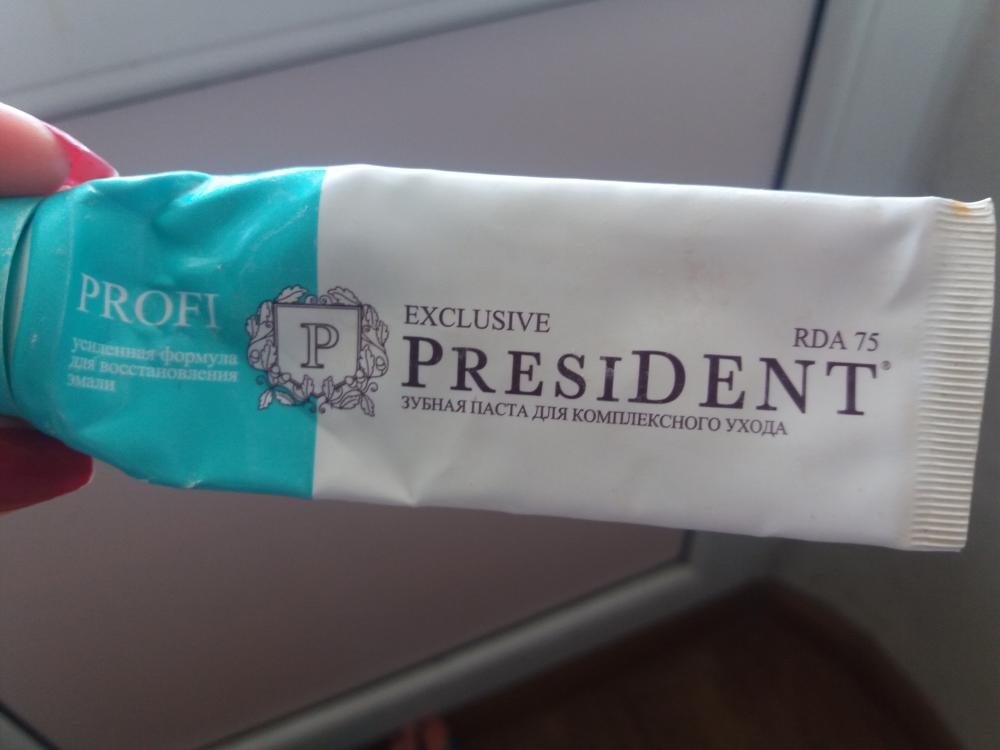 PROFI
усиленная формула
для восстановления
эмали
P
EXCLUSIVE
RDA 75
PRESIDENT®
ЗУБНАЯ ПАСТА ДЛЯ КОМПЛЕКСНОГО УХОДА